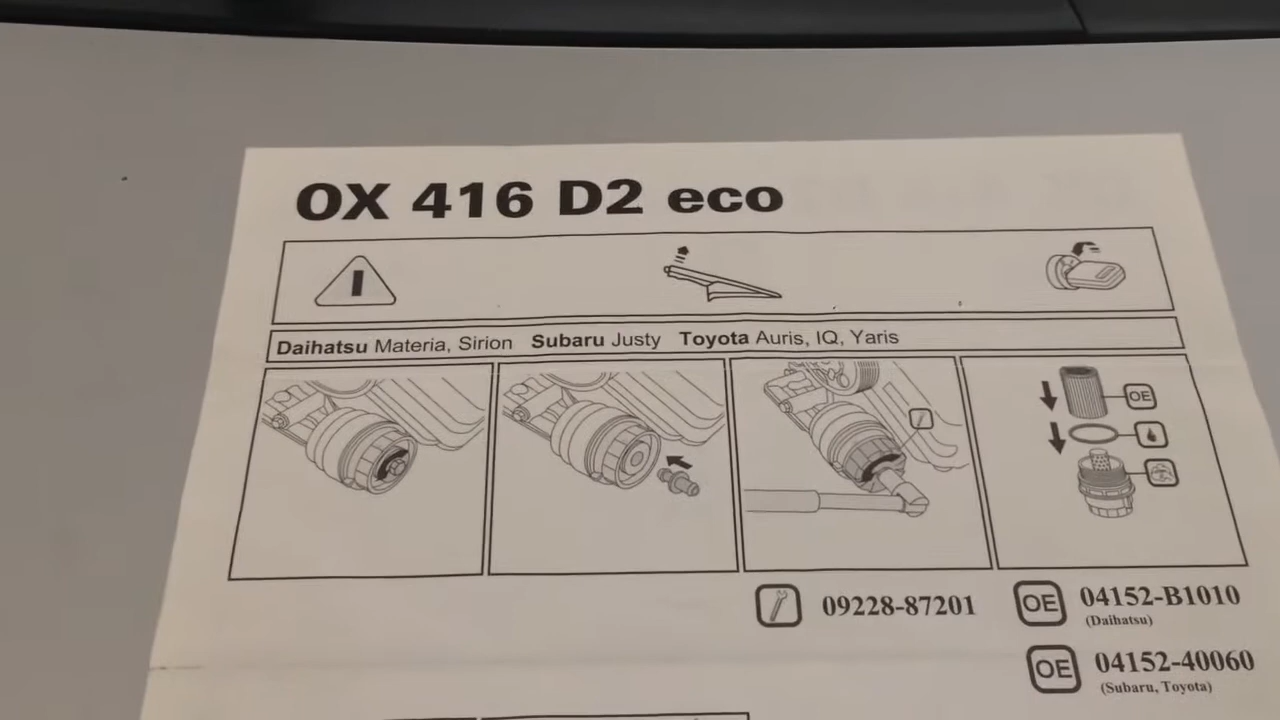 OX 416 D2 eco
Daihatsu Materia, Sirion Subaru Justy Toyota Auris, IQ, Yaris
OE
09228-87201
OE 04152-B1010
(Daihatsu)
OE 04152-40060
(Subaru, Toyota)